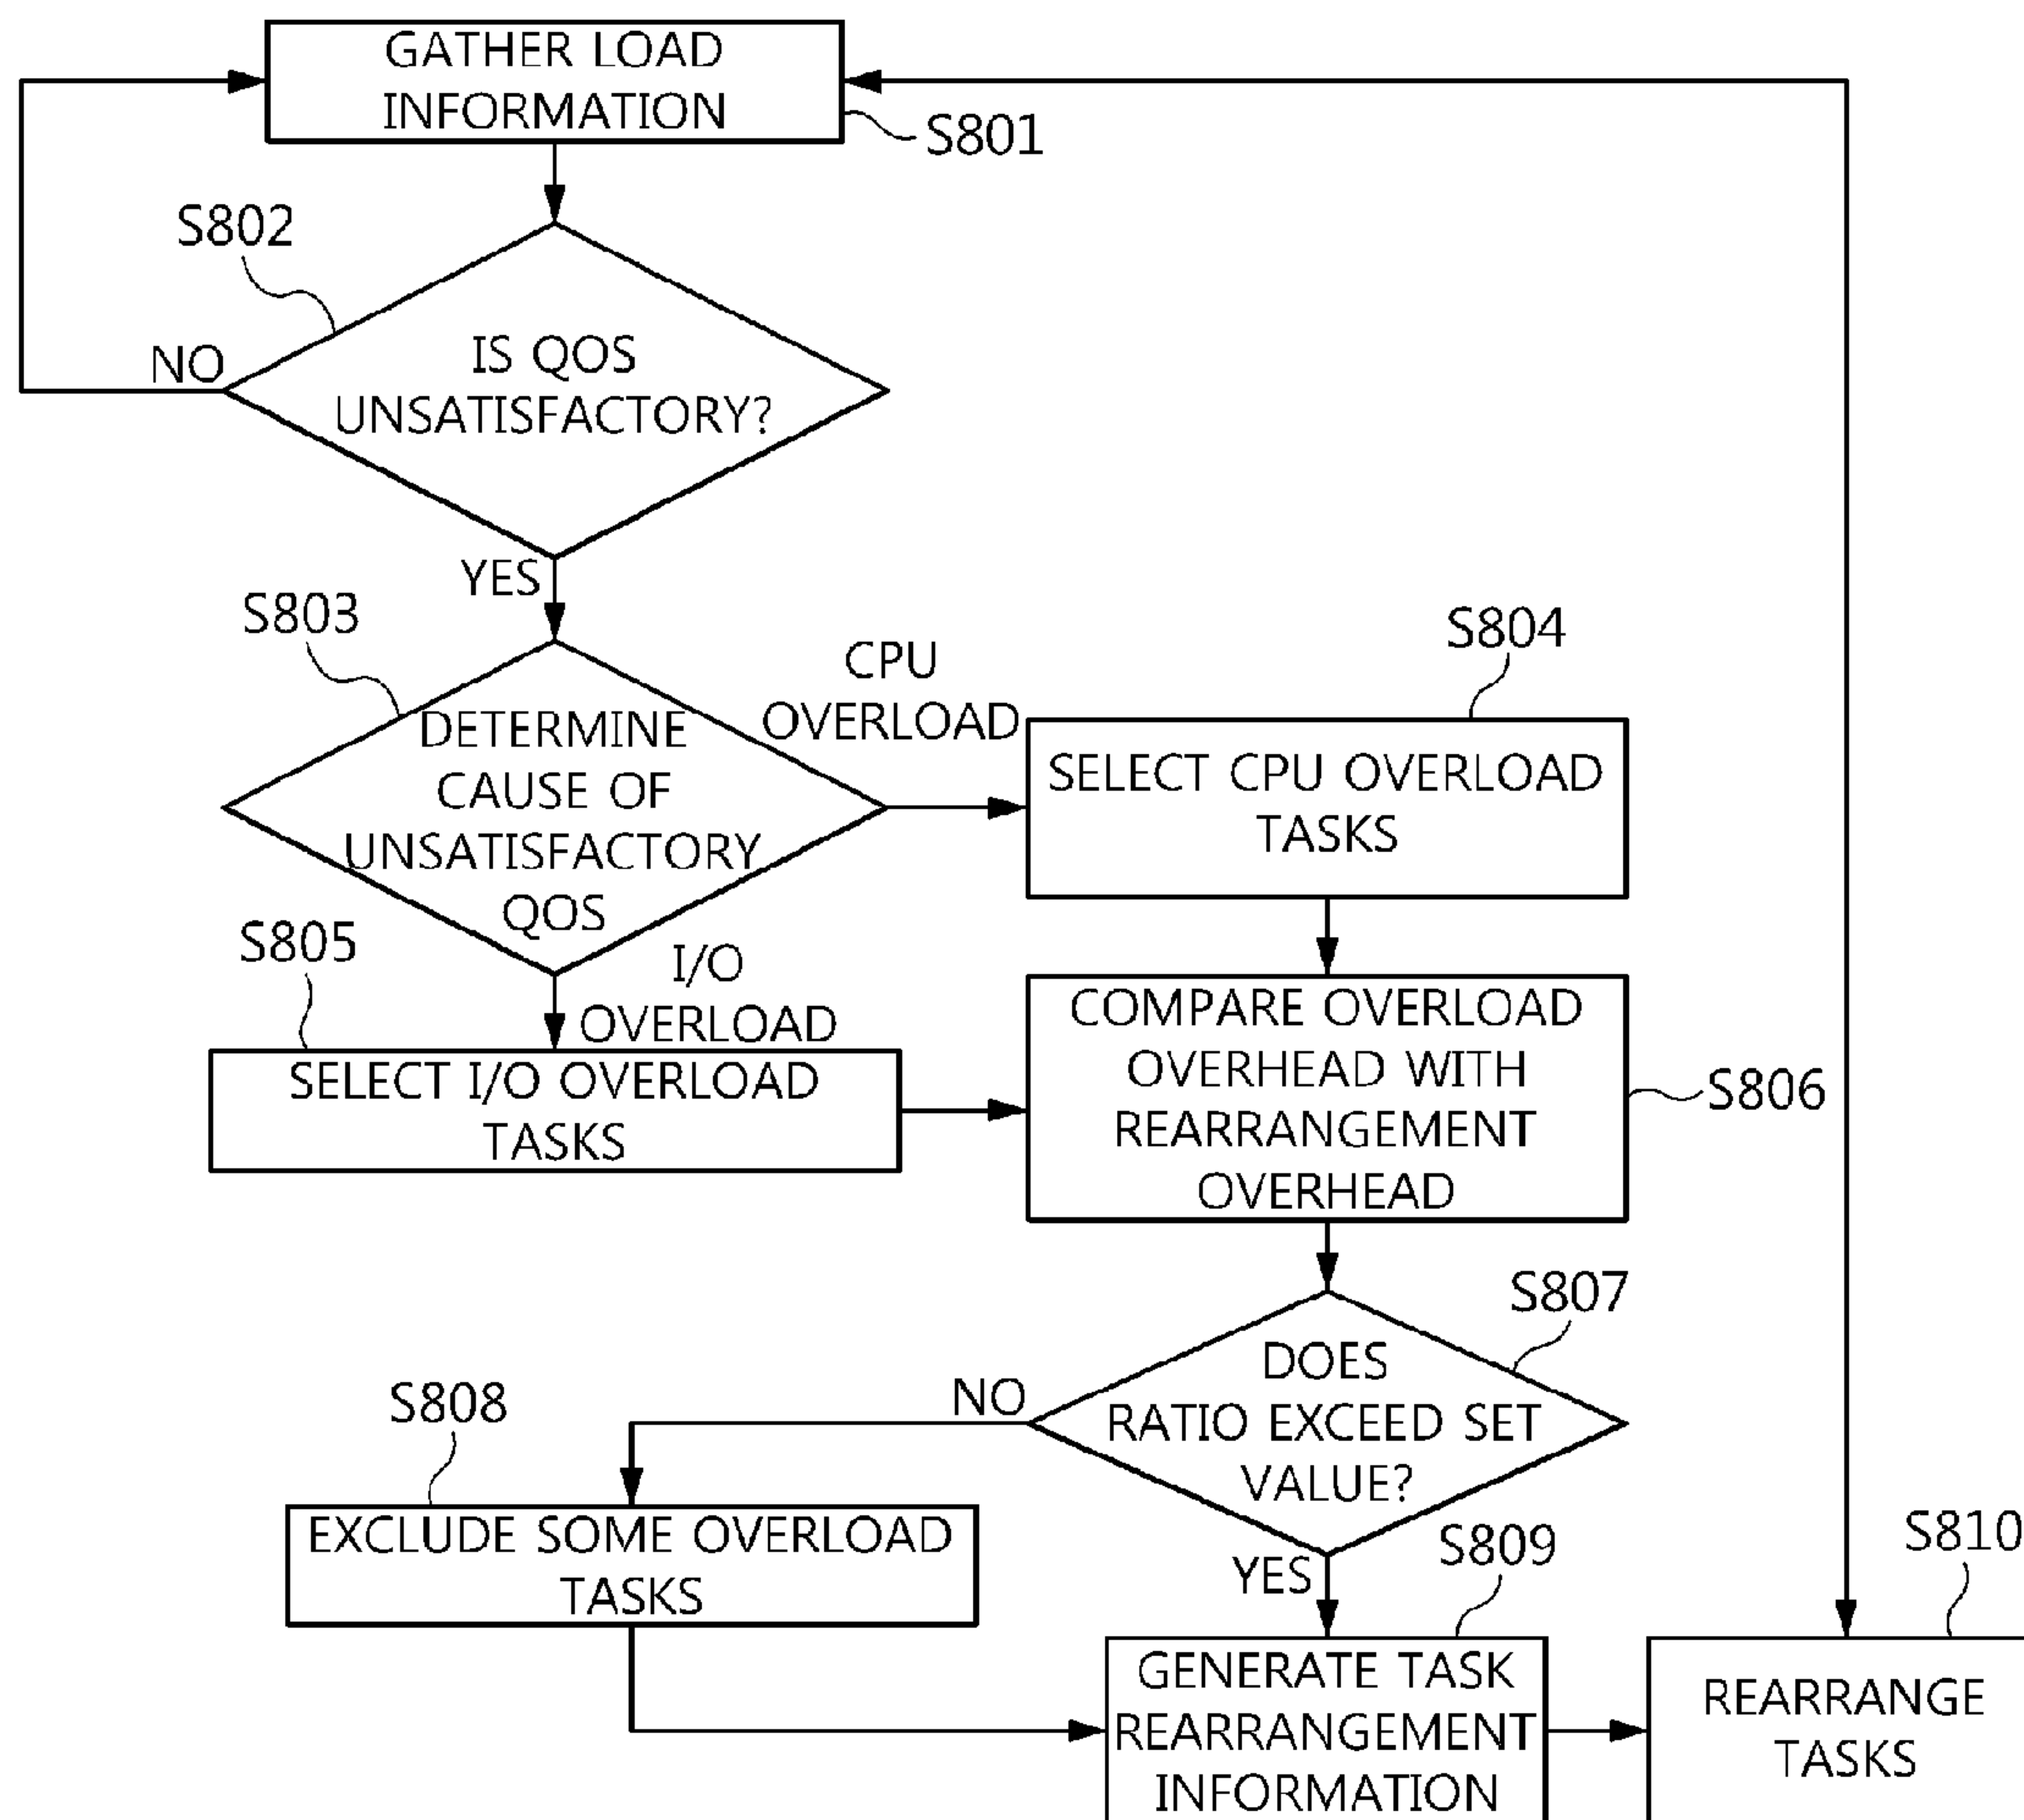 GATHER LOAD
INFORMATION
S801
S802
NO
IS QOS
UNSATISFACTORY?
YES
S803
CPU
OVERLOAD
DETERMINE
CAUSE OF
UNSATISFACTORY
QOS
S804
SELECT CPU OVERLOAD
TASKS
S805
I/O
OVERLOAD
SELECT I/O OVERLOAD
TASKS
COMPARE OVERLOAD
OVERHEAD WITH
REARRANGEMENT
OVERHEAD
S806
S807
DOES
RATIO EXCEED SET
VALUE?
NO
S808
EXCLUDE SOME OVERLOAD
TASKS
YES
S809
GENERATE TASK
REARRANGEMENT
INFORMATION
S810
REARRANGE
TASKS